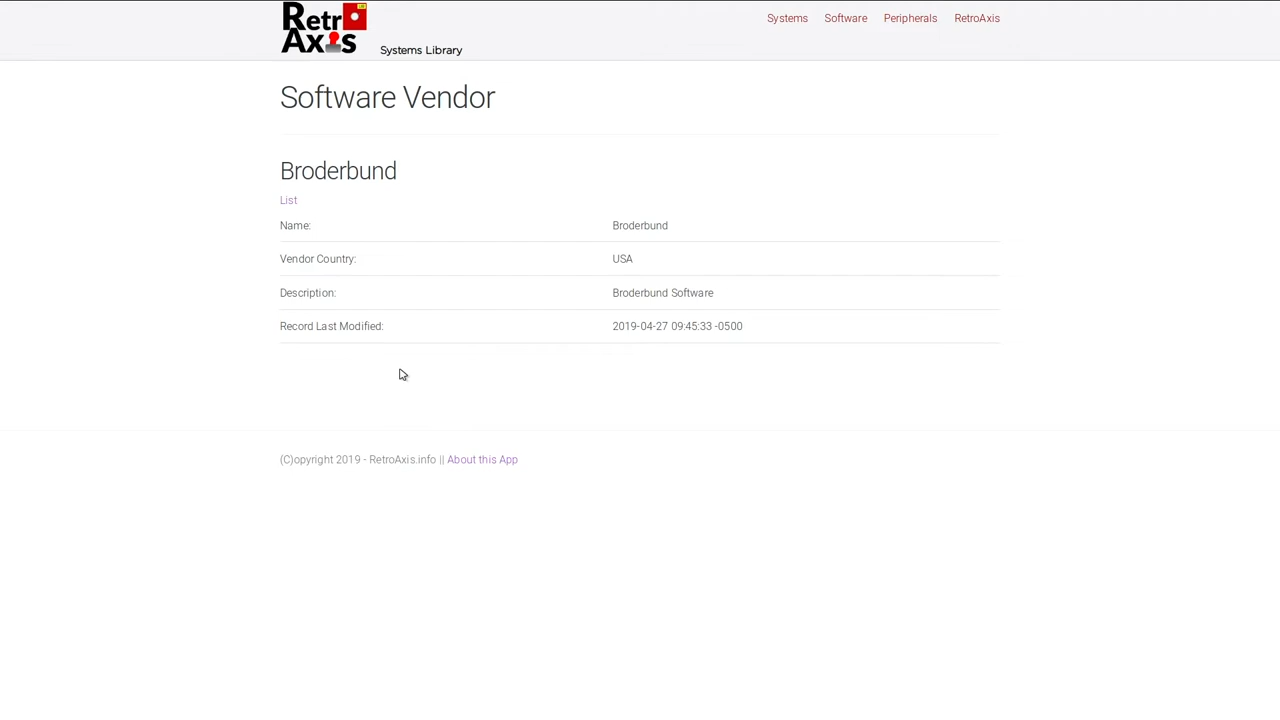 Retr
Axis
Systems Library
Systems Software Peripherals RetroAxis
Software Vendor
Broderbund
List
Name: Broderbund
Vendor Country: USA
Description: Broderbund Software
Record Last Modified: 2019-04-27 09:45:33 -0500
(C)opyright 2019 - RetroAxis.info || About this App